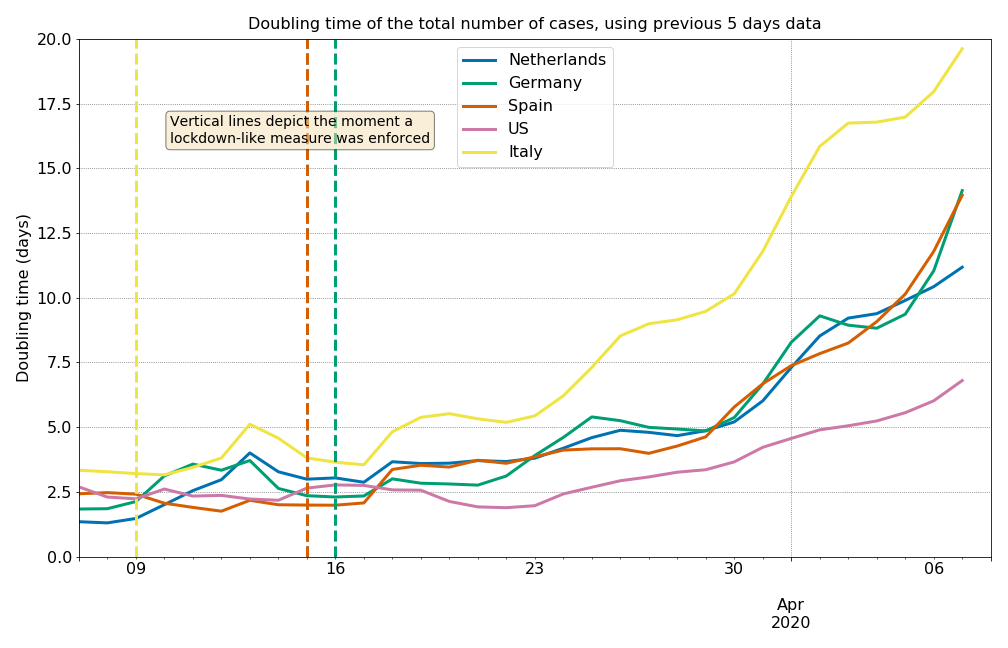 Doubling time of the total number of cases, using previous 5 days data
20.0
17.5
15.0
12.5
10.0
7.5
5.0
2.5
0.0
Doubling time (days)
Vertical lines depict the moment a
lockdown-like measure was enforced
Netherlands
Germany
Spain
US
Italy
09
16
23
30
06
Apr
2020